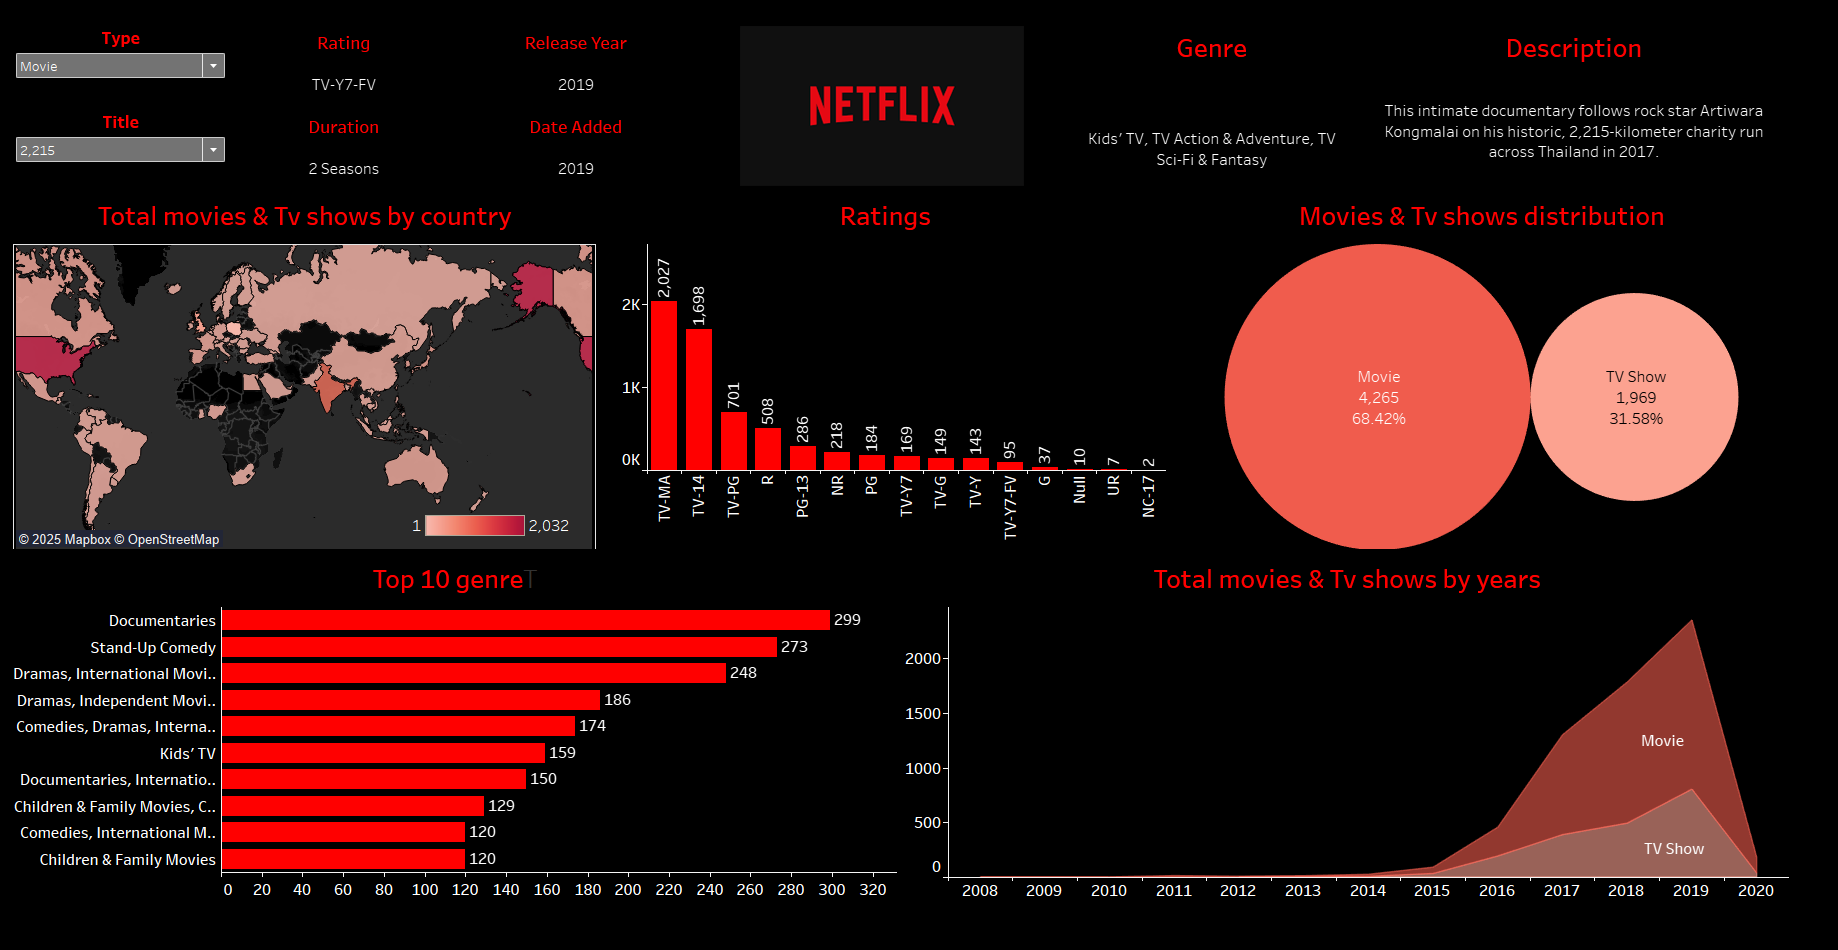 Type
Movie
Title
2,215
Rating
TV-Y7-FV
Duration
2 Seasons
Release Year
2019
Date Added
2019
NETFLIX
Genre
Kids’ TV, TV Action & Adventure, TV
Sci-Fi & Fantasy
Description
This intimate documentary follows rock star Artiwara
Kongmalai on his historic, 2,215-kilometer charity run
across Thailand in 2017.
Total movies & Tv shows by country
1
2,032
© 2025 Mapbox © OpenStreetMap
Ratings
2K
1K
0K
2,027
1,698
701
508
286
218
184
169
149
143
95
37
10
7
2
TV-MA
TV-14
TV-PG
R
PG-13
NR
PG
TV-Y7
TV-G
TV-Y
TV-Y7-FV
G
Null
UR
NC-17
Movies & Tv shows distribution
Movie
4,265
68.42%
TV Show
1,969
31.58%
Top 10 genreT
Documentaries 299
Stand-Up Comedy 273
Dramas, International Movi.. 248
Dramas, Independent Movi.. 186
Comedies, Dramas, Interna.. 174
Kids’ TV 159
Documentaries, Internatio.. 150
Children & Family Movies, C.. 129
Comedies, International M.. 120
Children & Family Movies 120
0 20 40 60 80 100 120 140 160 180 200 220 240 260 280 300 320
Total movies & Tv shows by years
2000
1500
1000
500
0
Movie
TV Show
2008 2009 2010 2011 2012 2013 2014 2015 2016 2017 2018 2019 2020